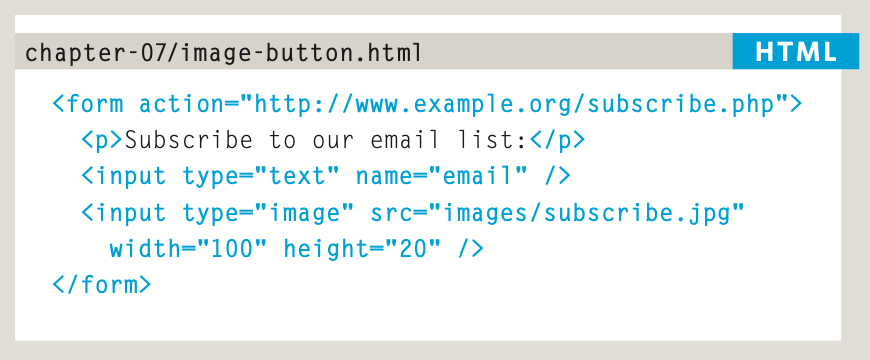 chapter-07/image-button.html HTML
<form action="http://www.example.org/subscribe.php">
<p>Subscribe to our email list:</p>
<input type="text" name="email" />
<input type="image" src="images/subscribe.jpg"
width="100" height="20" />
</form>